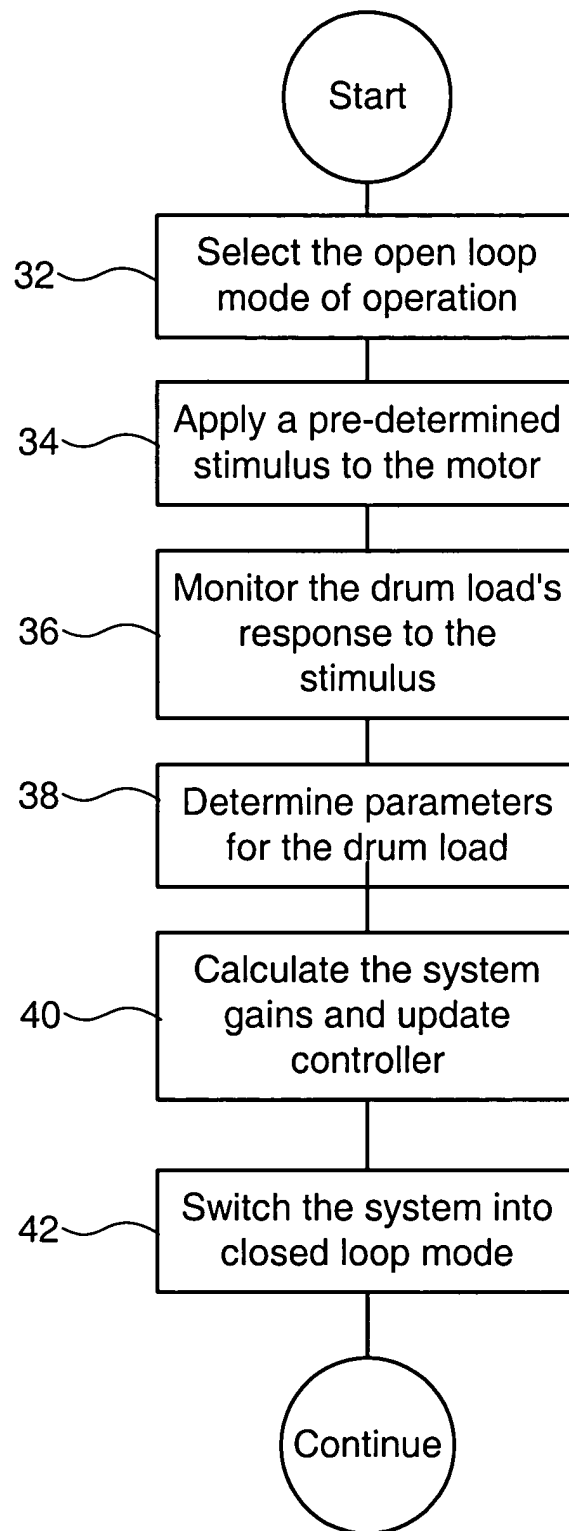 Start
32
Select the open loop
mode of operation
34
Apply a pre-determined
stimulus to the motor
36
Monitor the drum load's
response to the
stimulus
38
Determine parameters
for the drum load
40
Calculate the system
gains and update
controller
42
Switch the system into
closed loop mode
Continue